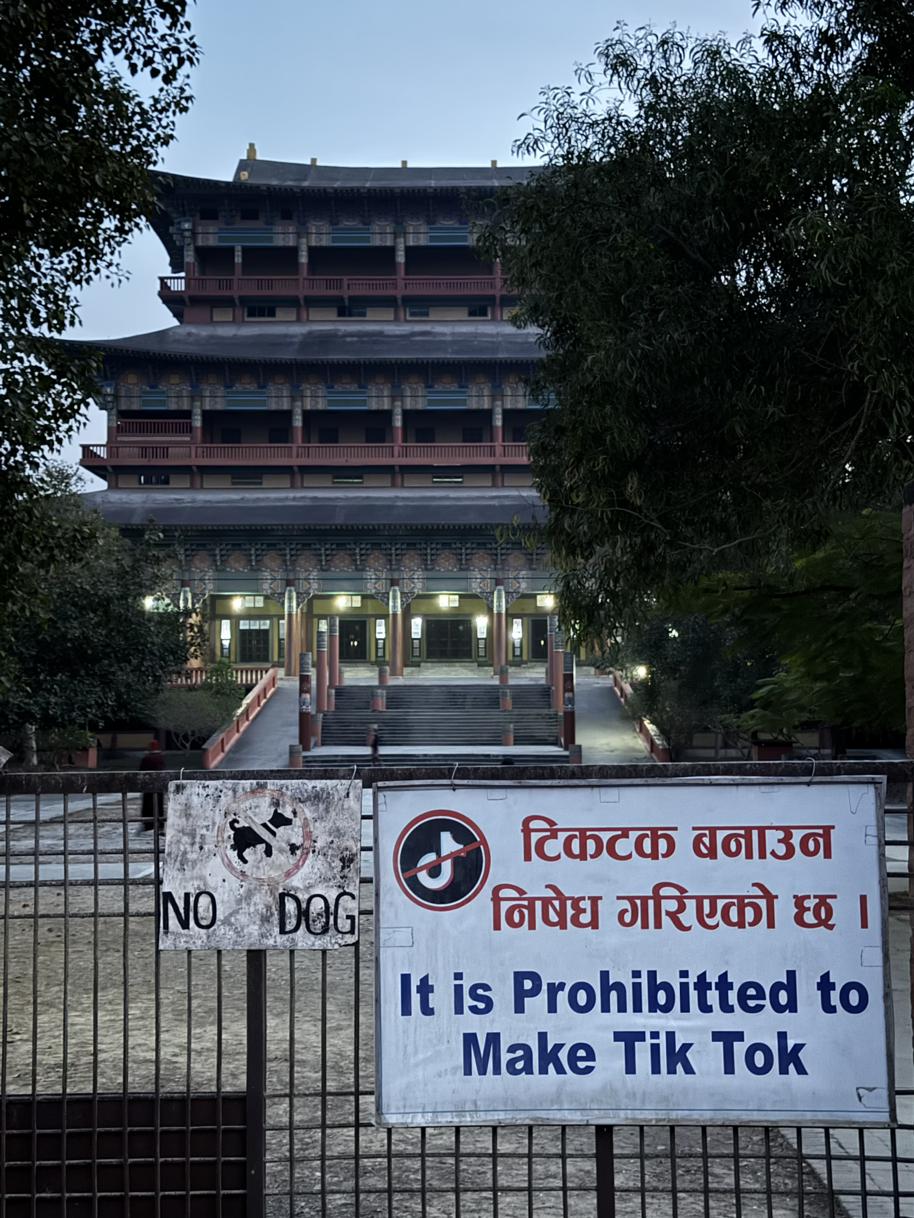 NO DOG
टिकटक बनाउन
निषेध गरिएको छ ।
It is Prohibitted to
Make Tik Tok